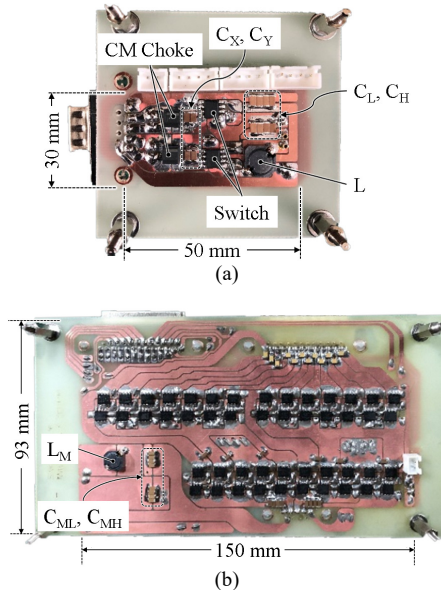 CM Choke
C_X, C_Y
C_L, C_H
30 mm
L
Switch
50 mm
(a)
93 mm
L_M
C_ML, C_MH
150 mm
(b)